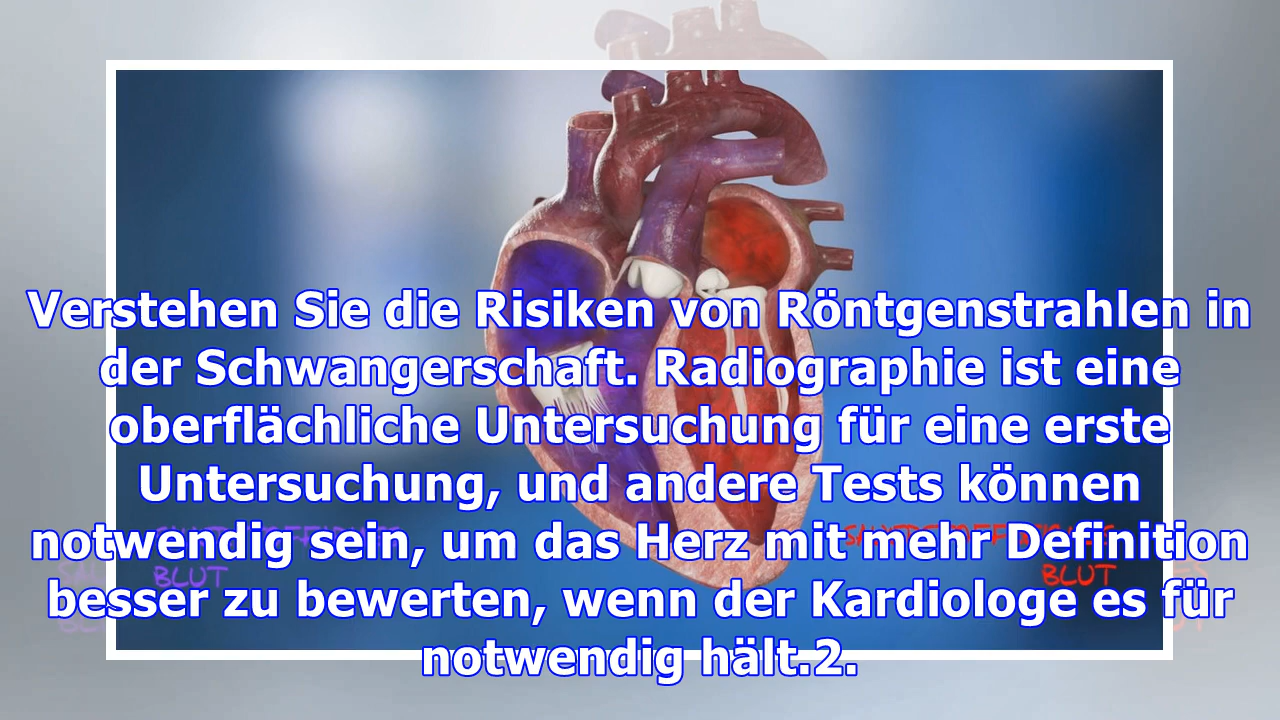 Verstehen Sie die Risiken von Röntgenstrahlen in
der Schwangerschaft. Radiographie ist eine
oberflächliche Untersuchung für eine erste
Untersuchung, und andere Tests können
notwendig sein, um das Herz mit mehr Definition
besser zu bewerten, wenn der Kardiologe es für
notwendig hält.2.
BLUT
BLUT